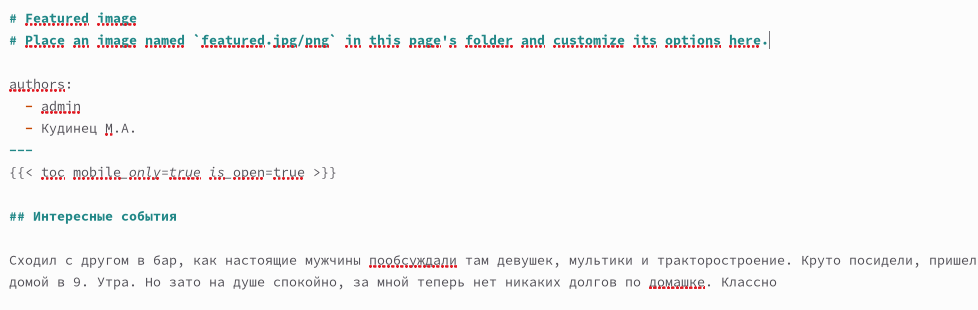 # Featured image
# Place an image named `featured.jpg/png` in this page's folder and customize its options here.
authors:
- admin
- Кудинец М.А.
---
{{< toc mobile_only=true is_open=true >}}
## Интересные события
Сходил с другом в бар, как настоящие мужчины пообсуждали там девушек, мультики и тракторостроение. Круто посидели, пришел
домой в 9. Утра. Но зато на душе спокойно, за мной теперь нет никаких долгов по домашке. Классно